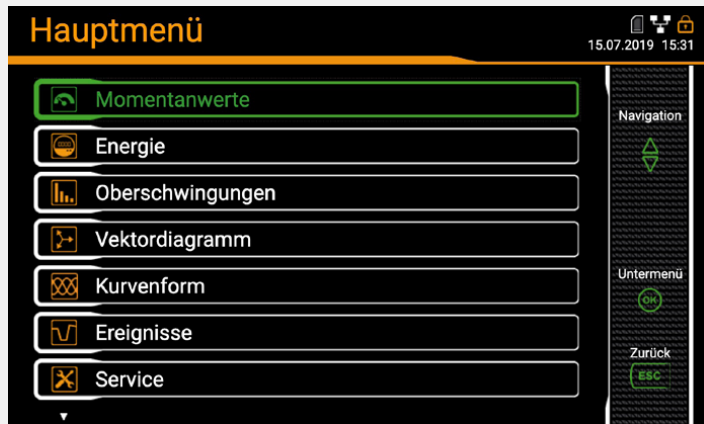 Hauptmenü
15.07.2019 15:31
Momentanwerte
Energie
Oberschwingungen
Vektordiagramm
Kurvenform
Ereignisse
Service
Navigation
Untermenü
OK
Zurück
ESC